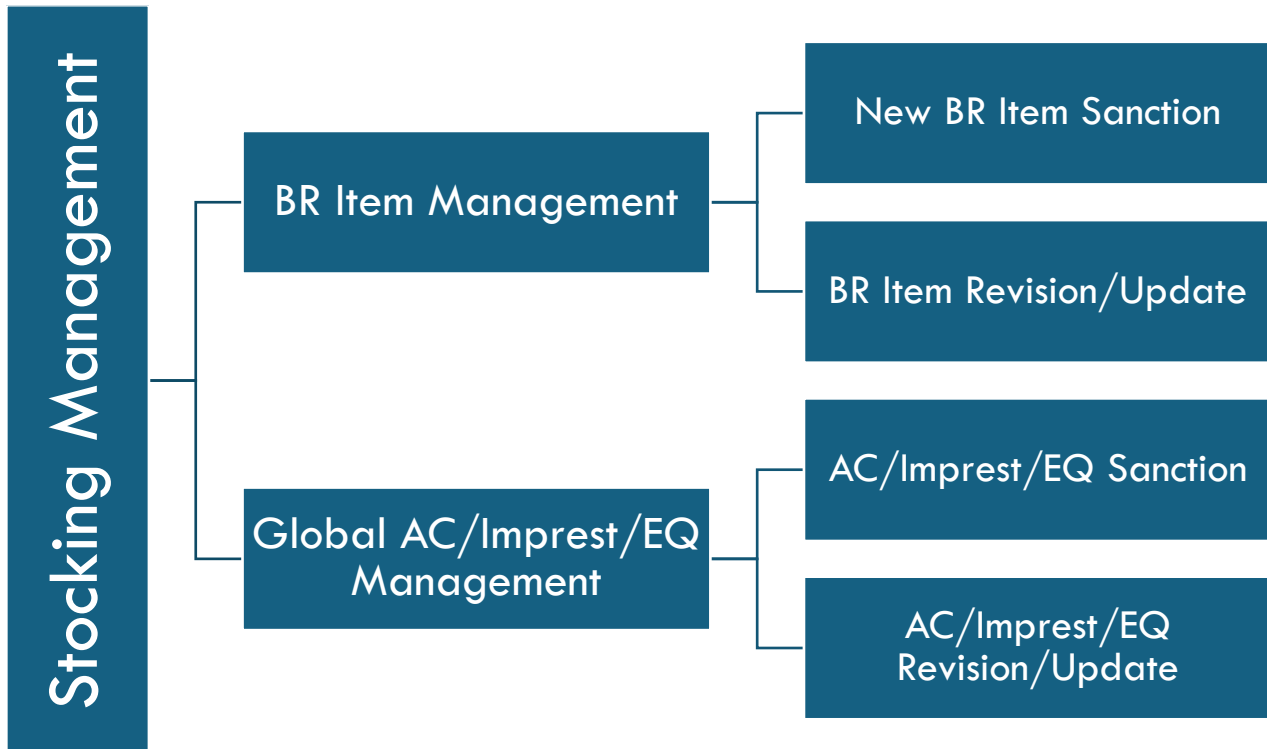 Stocking Management
BR Item Management
New BR Item Sanction
BR Item Revision/Update
Global AC/Imprest/EQ
Management
AC/Imprest/EQ Sanction
AC/Imprest/EQ
Revision/Update